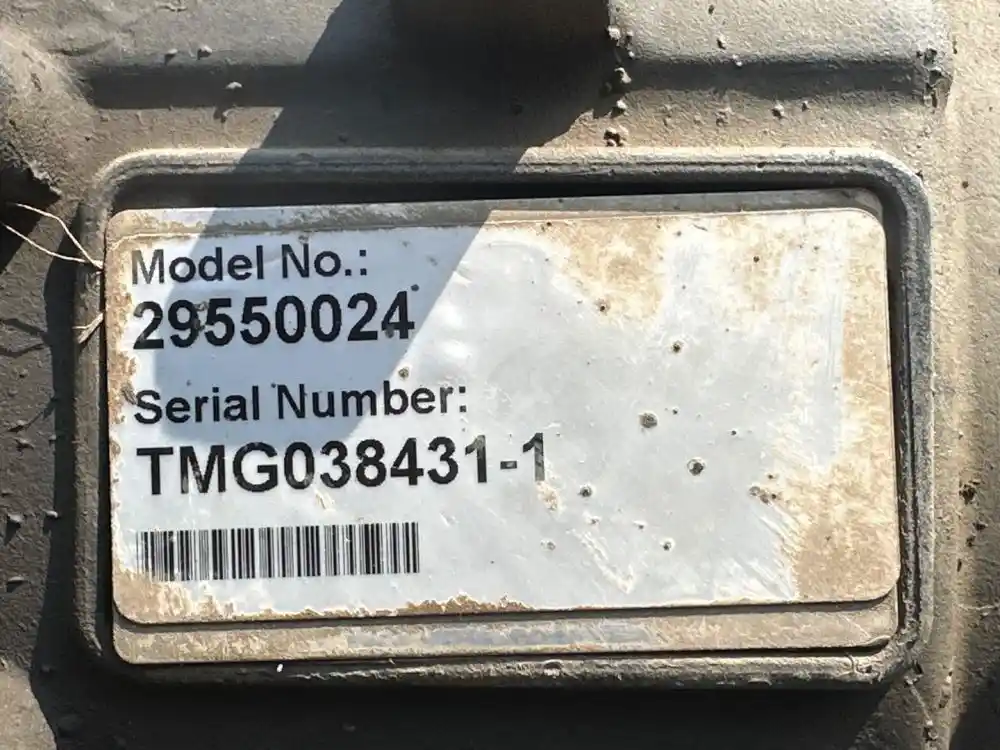 Model No.:
29550024
Serial Number:
TMG038431-1